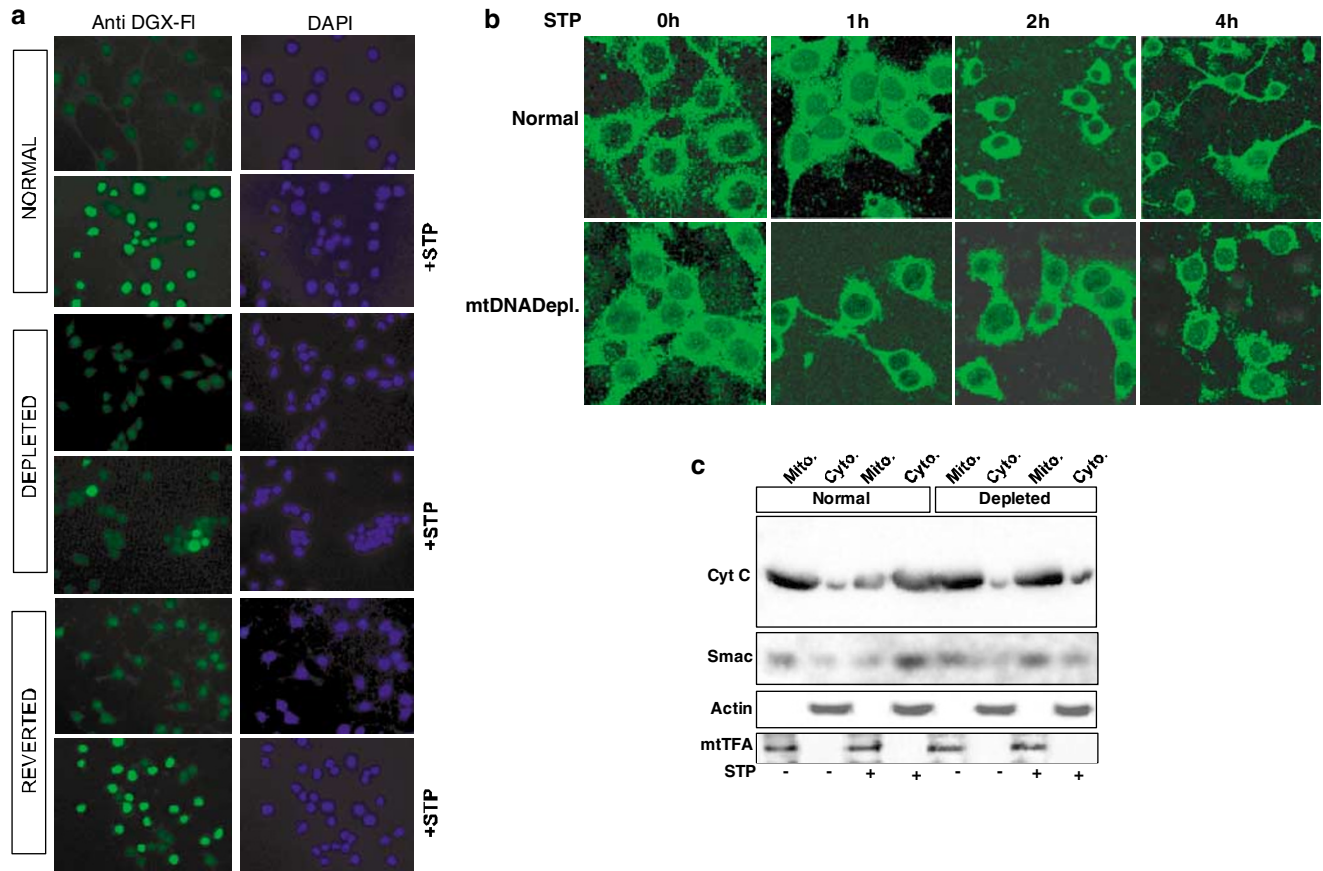 a
Anti DGX-Fl
DAPI
NORMAL
+STP
DEPLETED
+STP
REVERTED
+STP
b
STP 0h 1h 2h 4h
Normal
mtDNADepl.
c
Mito. Cyto. Mito. Cyto. Mito. Cyto. Mito. Cyto.
Normal Depleted
Cyt C
Smac
Actin
mtTFA
STP - - + + - - + +